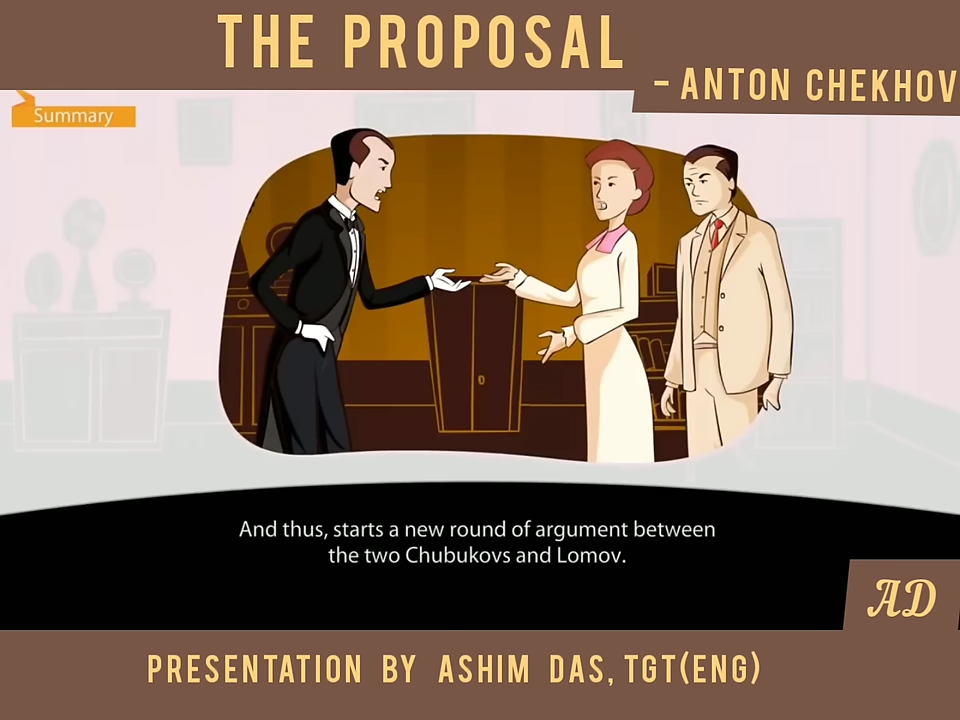 THE PROPOSAL
- ANTON CHEKHOV
Summary
And thus, starts a new round of argument between
the two Chubukovs and Lomov.
AD
PRESENTATION BY ASHIM DAS, TGT(ENG)